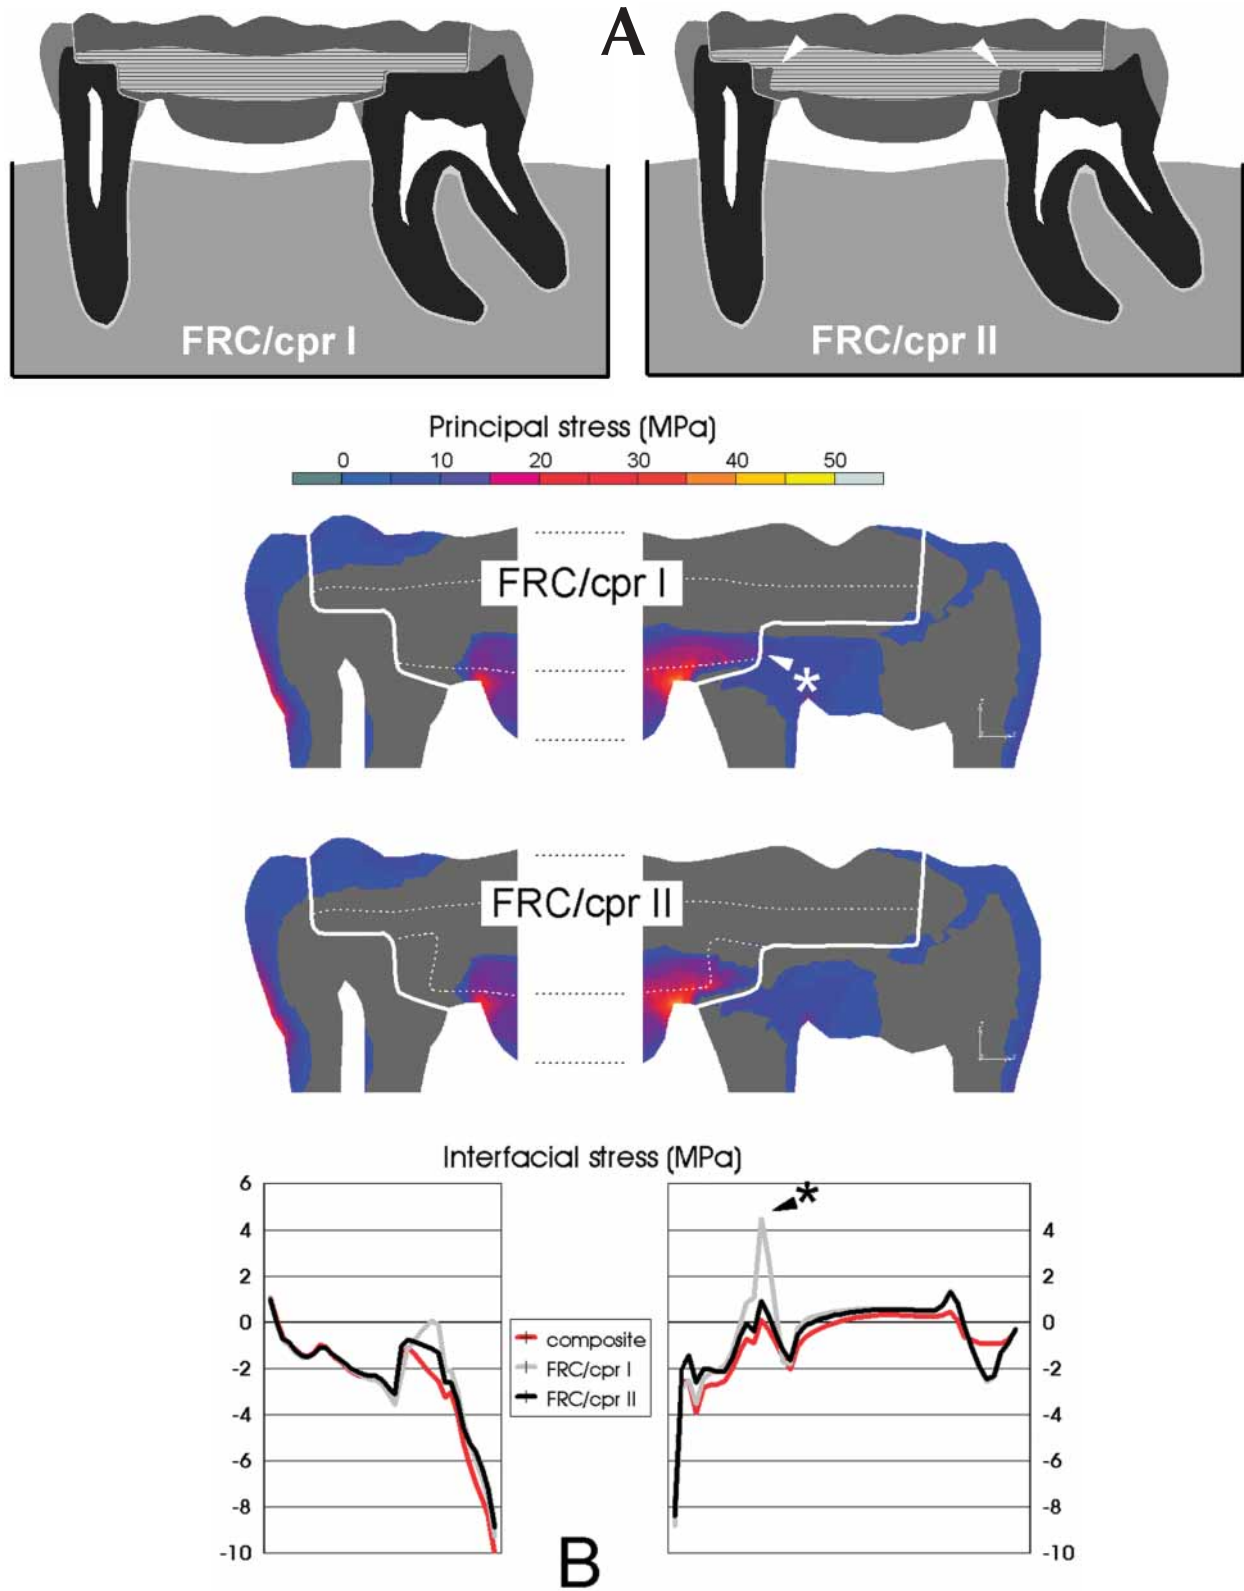 A
FRC/cpr I
FRC/cpr II
Principal stress (MPa)
0 10 20 30 40 50
FRC/cpr I
*
FRC/cpr II
Interfacial stress (MPa)
6
4 4
2 2
0 0
-2 -2
-4 -4
-6 -6
-8 -8
-10 -10
*
composite
FRC/cpr I
FRC/cpr II
B